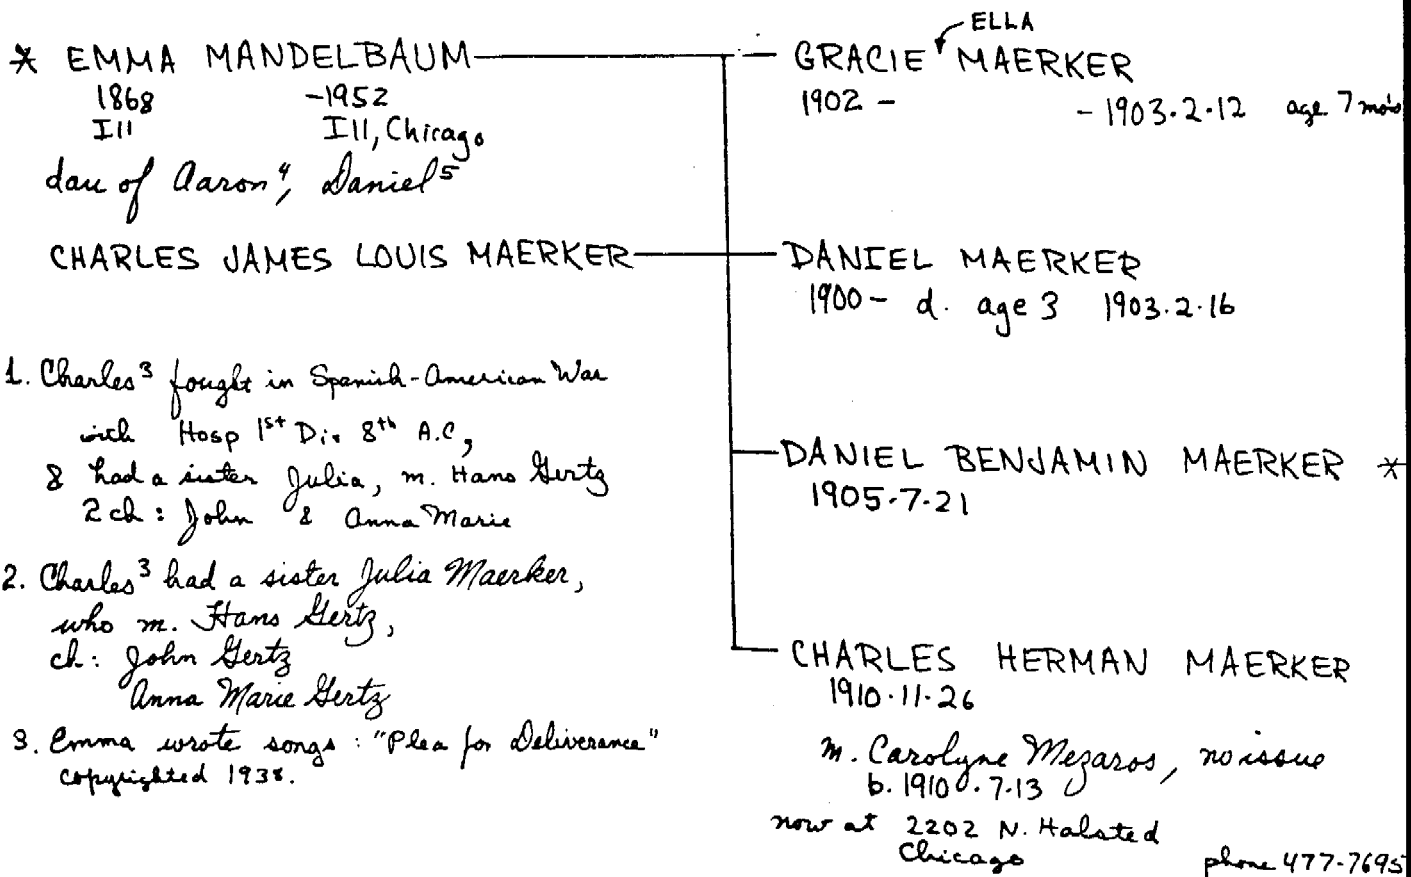 * EMMA MANDELBAUM
1868 -1952
Ill Ill, Chicago
dau of Aaron⁴, Daniel⁵
CHARLES JAMES LOUIS MAERKER
1. Charles³ fought in Spanish-American War
with Hosp 1st Div 8th A.C,
& had a sister Julia, m. Hans Gertz
2 ch: John & Anna Marie
2. Charles³ had a sister Julia Maerker,
who m. Hans Gertz,
ch: John Gertz
Anna Marie Gertz
3. Emma wrote songs: "Plea for Deliverance"
copyrighted 1938.
ELLA
GRACIE MAERKER
1902 - - 1903.2.12 age 7 mos
DANIEL MAERKER
1900 - d. age 3 1903.2.16
DANIEL BENJAMIN MAERKER *
1905.7.21
CHARLES HERMAN MAERKER
1910.11.26
m. Carolyne Mezaros, no issue
b. 1910.7.13
now at 2202 N. Halsted
Chicago phone 477-7695